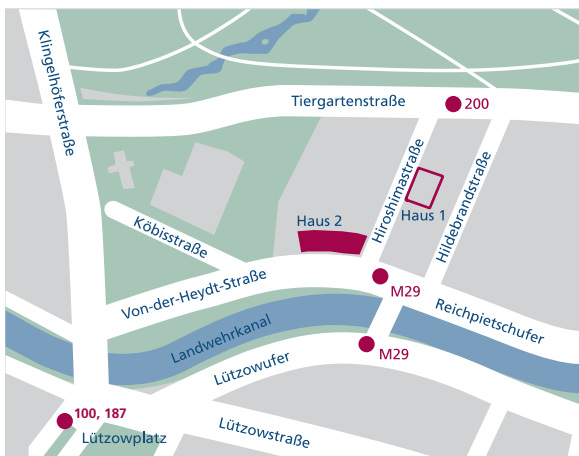 Klingelhöferstraße
Tiergartenstraße
200
Hiroshimastraße
Haus 1
Hildebrandstraße
Haus 2
Köbisstraße
Von-der-Heydt-Straße
M29
Reichpietschufer
Landwehrkanal
M29
Lützowufer
100, 187
Lützowplatz
Lützowstraße